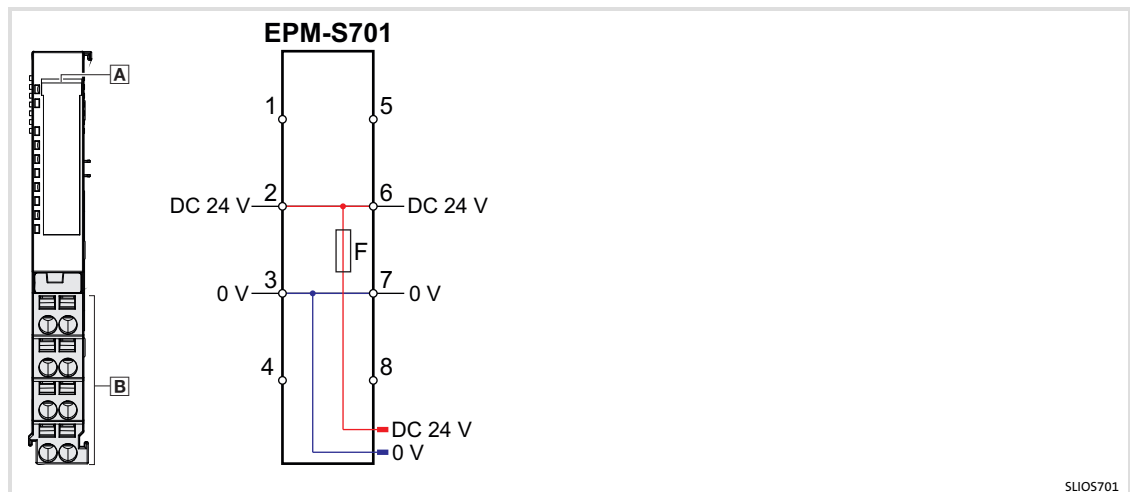 EPM-S701
A
1 5
2 6
DC 24 V DC 24 V
F
3 7
0 V 0 V
4 8
B
DC 24 V
0 V
SLIOS701